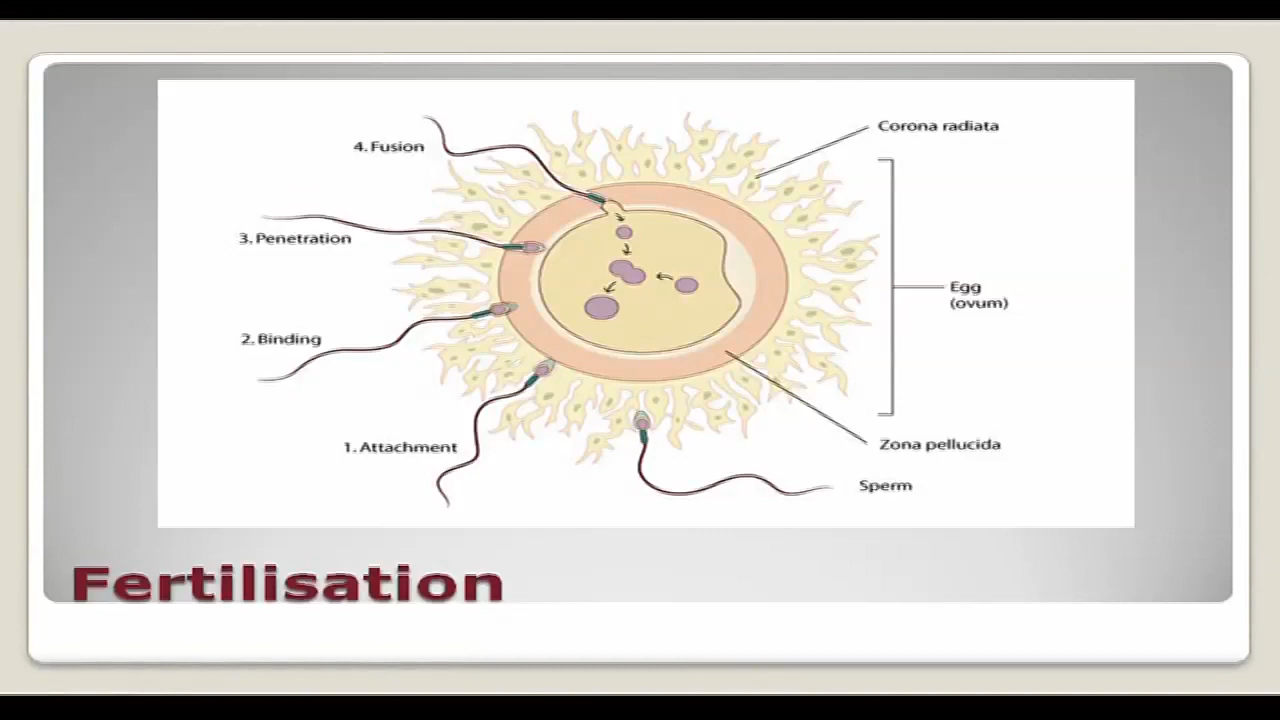 Corona radiata
4. Fusion
3. Penetration
Egg
(ovum)
2. Binding
1. Attachment
Zona pellucida
Sperm
Fertilisation